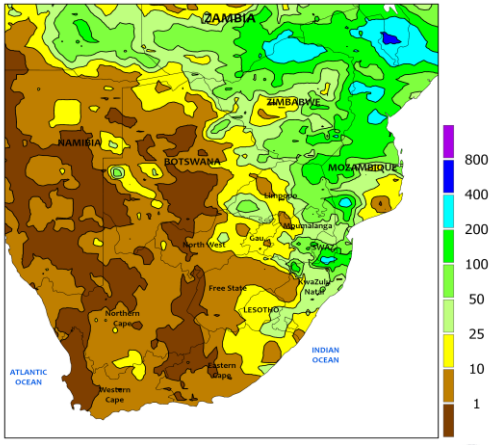 ZAMBIA
ZIMBABWE
NAMIBIA
BOTSWANA
MOZAMBIQUE
Limpopo
Mpumalanga
Gau
North West
SWAZI
KwaZulu
Natal
Free State
LESOTHO
Northern
Cape
Eastern
Cape
Western
Cape
ATLANTIC
OCEAN
INDIAN
OCEAN
800
400
200
100
50
25
10
1